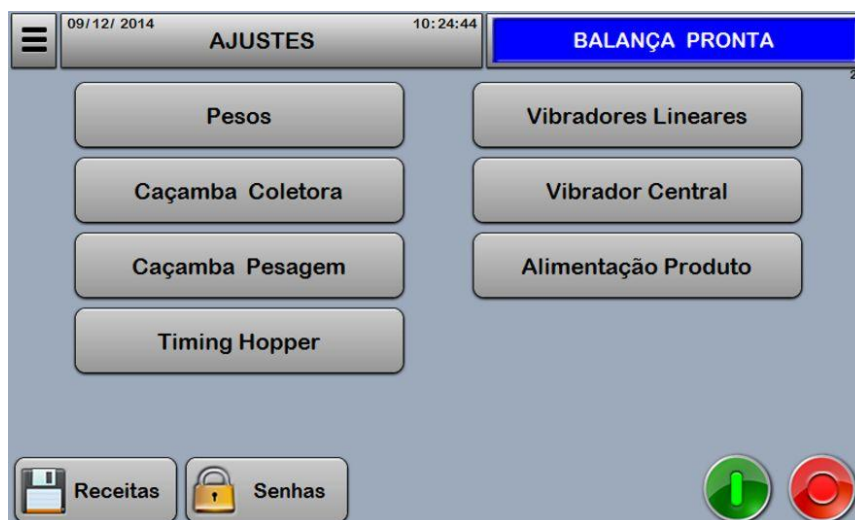 09/12/ 2014
AJUSTES
10:24:44
BALANÇA PRONTA
2
Pesos
Vibradores Lineares
Caçamba Coletora
Vibrador Central
Caçamba Pesagem
Alimentação Produto
Timing Hopper
Receitas
Senhas